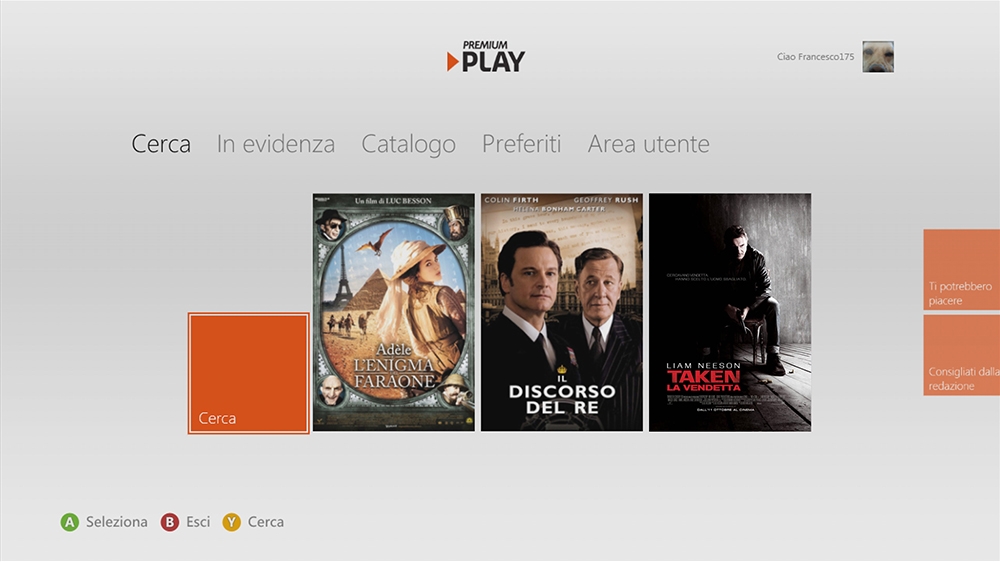 PREMIUM
PLAY
Ciao Francesco175
Cerca
In evidenza
Catalogo
Preferiti
Area utente
Un film di LUC BESSON
Adèle
L'ENIGMA
FARAONE
COLIN FIRTH
GEOFFREY RUSH
HELENA BONHAM CARTER
IL
DISCORSO
DEL RE
LIAM NEESON
TAKEN
LA VENDETTA
DALL'11 OTTOBRE AL CINEMA
Ti potrebbero
piacere
Consigliati dalla
redazione
Cerca
A Seleziona
B Esci
Y Cerca